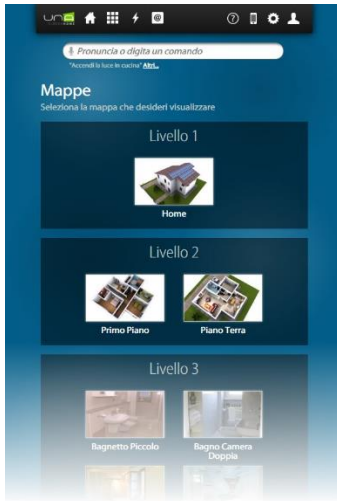 una
Pronuncia o digita un comando
"Accendi la luce in cucina" Altri...
Mappe
Seleziona la mappa che desideri visualizzare
Livello 1
Home
Livello 2
Primo Piano
Piano Terra
Livello 3
Bagnetto Piccolo
Bagno Camera
Doppia